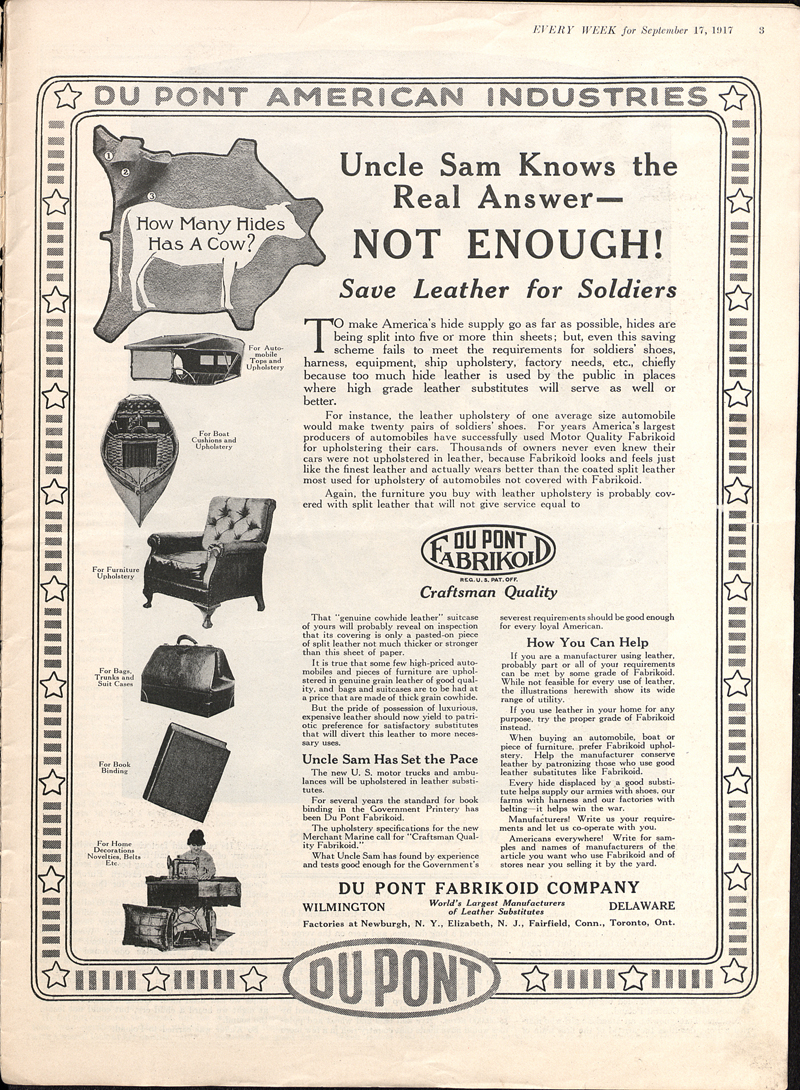 EVERY WEEK for September 17, 1917 3
DU PONT AMERICAN INDUSTRIES
1
2
3
How Many Hides
Has A Cow?
Uncle Sam Knows the
Real Answer—
NOT ENOUGH!
Save Leather for Soldiers
TO make America's hide supply go as far as possible, hides are
being split into five or more thin sheets; but, even this saving
scheme fails to meet the requirements for soldiers' shoes,
harness, equipment, ship upholstery, factory needs, etc., chiefly
because too much hide leather is used by the public in places
where high grade leather substitutes will serve as well or
better.
For instance, the leather upholstery of one average size automobile
would make twenty pairs of soldiers' shoes. For years America's largest
producers of automobiles have successfully used Motor Quality Fabrikoid
for upholstering their cars. Thousands of owners never even knew their
cars were not upholstered in leather, because Fabrikoid looks and feels just
like the finest leather and actually wears better than the coated split leather
most used for upholstery of automobiles not covered with Fabrikoid.
Again, the furniture you buy with leather upholstery is probably cov-
ered with split leather that will not give service equal to
DU PONT
FABRIKOID
REG. U. S. PAT. OFF.
Craftsman Quality
For Auto-
mobile
Tops and
Upholstery
For Boat
Cushions and
Upholstery
For Furniture
Upholstery
For Bags,
Trunks and
Suit Cases
For Book
Binding
For Home
Decorations
Novelties, Belts
Etc.
That "genuine cowhide leather" suitcase
of yours will probably reveal on inspection
that its covering is only a pasted-on piece
of split leather not much thicker or stronger
than this sheet of paper.
It is true that some few high-priced auto-
mobiles and pieces of furniture are uphol-
stered in genuine grain leather of good qual-
ity, and bags and suitcases are to be had at
a price that are made of thick grain cowhide.
But the pride of possession of luxurious,
expensive leather should now yield to patri-
otic preference for satisfactory substitutes
that will divert this leather to more neces-
sary uses.
Uncle Sam Has Set the Pace
The new U. S. motor trucks and ambu-
lances will be upholstered in leather substi-
tutes.
For several years the standard for book
binding in the Government Printery has
been Du Pont Fabrikoid.
The upholstery specifications for the new
Merchant Marine call for "Craftsman Qual-
ity Fabrikoid."
What Uncle Sam has found by experience
and tests good enough for the Government's
severest requirements should be good enough
for every loyal American.
How You Can Help
If you are a manufacturer using leather,
probably part or all of your requirements
can be met by some grade of Fabrikoid.
While not feasible for every use of leather,
the illustrations herewith show its wide
range of utility.
If you use leather in your home for any
purpose, try the proper grade of Fabrikoid
instead.
When buying an automobile, boat or
piece of furniture, prefer Fabrikoid uphol-
stery. Help the manufacturer conserve
leather by patronizing those who use good
leather substitutes like Fabrikoid.
Every hide displaced by a good substi-
tute helps supply our armies with shoes, our
farms with harness and our factories with
belting—it helps win the war.
Manufacturers! Write us your require-
ments and let us co-operate with you.
Americans everywhere! Write for sam-
ples and names of manufacturers of the
article you want who use Fabrikoid and of
stores near you selling it by the yard.
DU PONT FABRIKOID COMPANY
WILMINGTON World's Largest Manufacturers DELAWARE
of Leather Substitutes
Factories at Newburgh, N. Y., Elizabeth, N. J., Fairfield, Conn., Toronto, Ont.
DU PONT